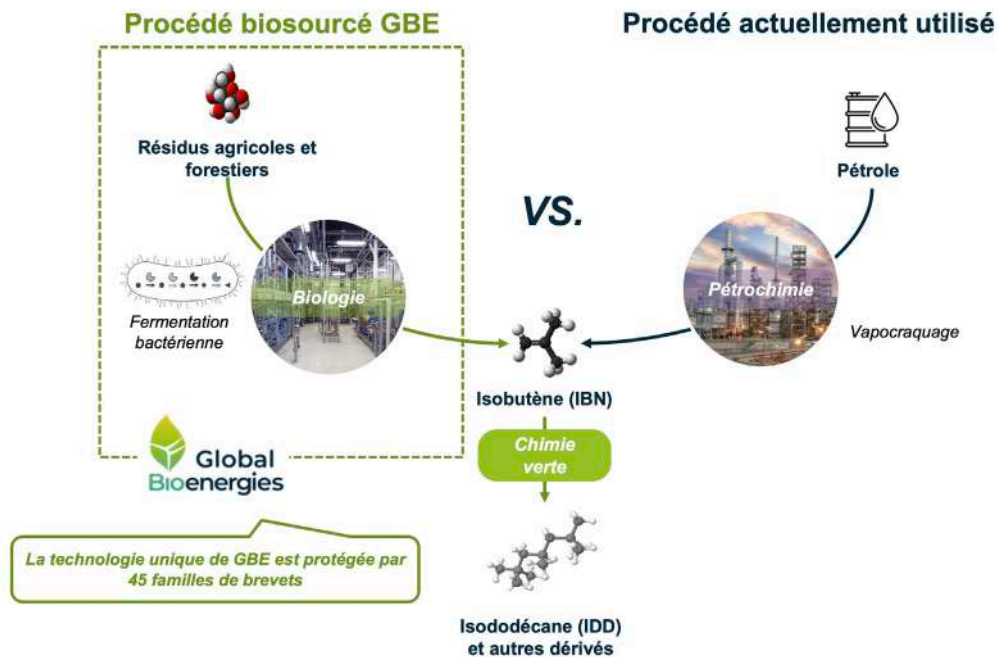 Procédé biosourcé GBE
Procédé actuellement utilisé
Résidus agricoles et
forestiers
Pétrole
VS.
Biologie
Pétrochimie
Fermentation
bactérienne
Vapocraquage
Isobutène (IBN)
Chimie
verte
Global
Bioenergies
La technologie unique de GBE est protégée par
45 familles de brevets
Isododécane (IDD)
et autres dérivés